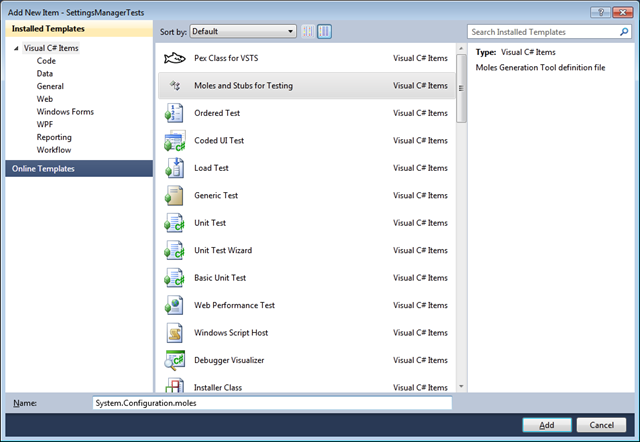 Add New Item - SettingsManagerTests
Installed Templates
Visual C# Items
Code
Data
General
Web
Windows Forms
WPF
Reporting
Workflow
Online Templates
Sort by: Default
Pex Class for VSTS Visual C# Items
Moles and Stubs for Testing Visual C# Items
Ordered Test Visual C# Items
Coded UI Test Visual C# Items
Load Test Visual C# Items
Generic Test Visual C# Items
Unit Test Visual C# Items
Unit Test Wizard Visual C# Items
Basic Unit Test Visual C# Items
Web Performance Test Visual C# Items
Windows Script Host Visual C# Items
Debugger Visualizer Visual C# Items
Installer Class Visual C# Items
Search Installed Templates
Type: Visual C# Items
Moles Generation Tool definition file
Name: System.Configuration.moles
Add Cancel